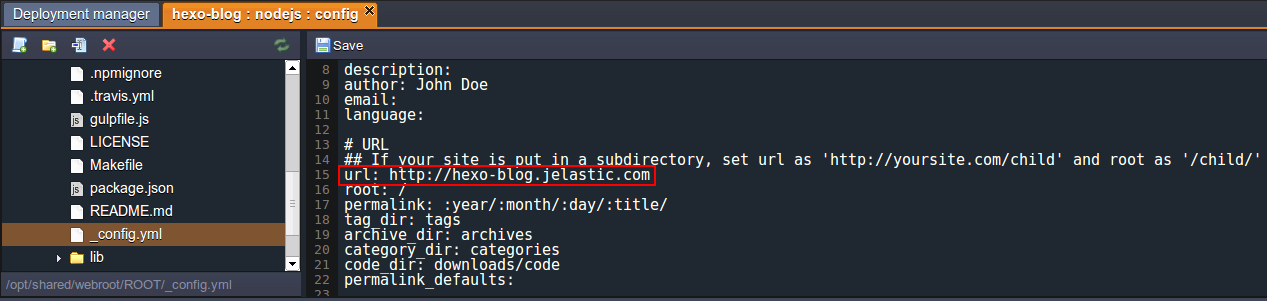 Deployment manager
hexo-blog : nodejs : config
Save
.npmignore
.travis.yml
gulpfile.js
LICENSE
Makefile
package.json
README.md
_config.yml
lib
/opt/shared/webroot/ROOT/_config.yml
8 description:
9 author: John Doe
10 email:
11 language:
12
13 # URL
14 ## If your site is put in a subdirectory, set url as 'http://yoursite.com/child' and root as '/child/'
15 url: http://hexo-blog.jelastic.com
16 root: /
17 permalink: :year/:month/:day/:title/
18 tag_dir: tags
19 archive_dir: archives
20 category_dir: categories
21 code_dir: downloads/code
22 permalink_defaults:
23